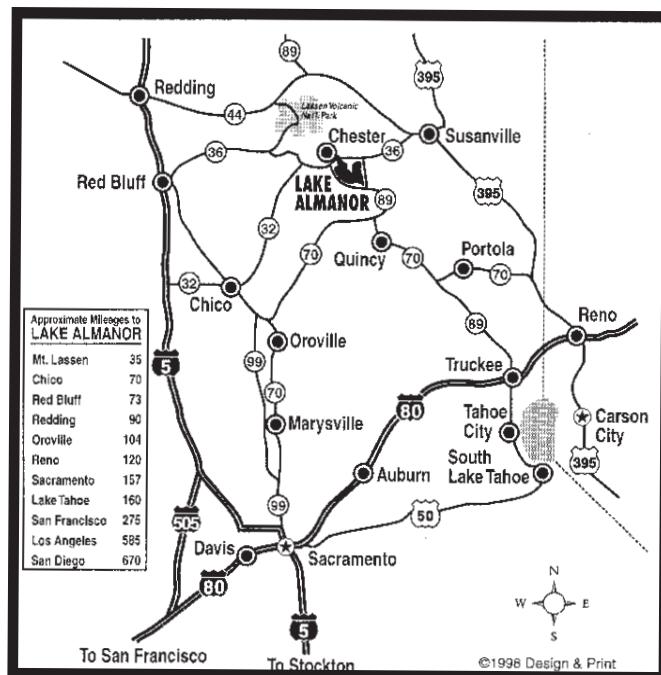 89
395
Redding
44
Lassen Volcanic
Nat'l. Park
Chester
36
Susanville
36
Red Bluff
LAKE
ALMANOR
89
395
32
70
Quincy
70
Portola
70
32
Chico
89
Reno
Approximate Mileages to
LAKE ALMANOR
Mt. Lassen 35
Chico 70
Red Bluff 73
Redding 90
Oroville 104
Reno 120
Sacramento 157
Lake Tahoe 160
San Francisco 275
Los Angeles 585
San Diego 670
5
99
Oroville
Truckee
70
80
Marysville
Tahoe
City
Carson
City
Auburn
South
Lake Tahoe
395
99
50
505
Davis
Sacramento
80
N
W E
S
5
To San Francisco
To Stockton
©1998 Design & Print